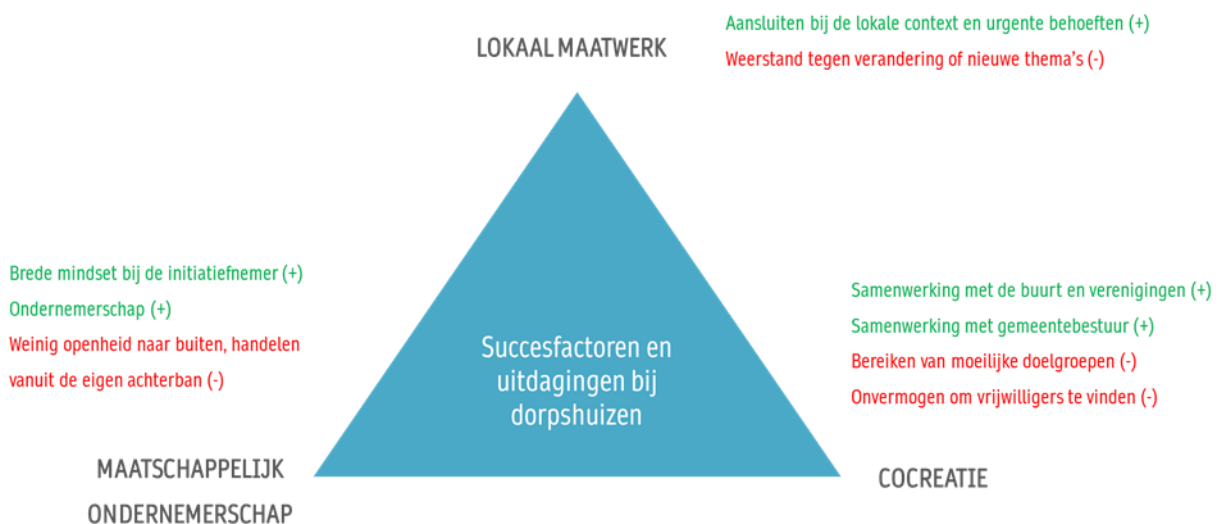 LOKAAL MAATWERK
Aansluiten bij de lokale context en urgente behoeften (+)
Weerstand tegen verandering of nieuwe thema's (-)
Brede mindset bij de initiatiefnemer (+)
Ondernemerschap (+)
Weinig openheid naar buiten, handelen
vanuit de eigen achterban (-)
Succesfactoren en
uitdagingen bij
dorpshuizen
Samenwerking met de buurt en verenigingen (+)
Samenwerking met gemeentebestuur (+)
Bereiken van moeilijke doelgroepen (-)
Onvermogen om vrijwilligers te vinden (-)
MAATSCHAPPELIJK
ONDERNEMERSCHAP
COCREATIE